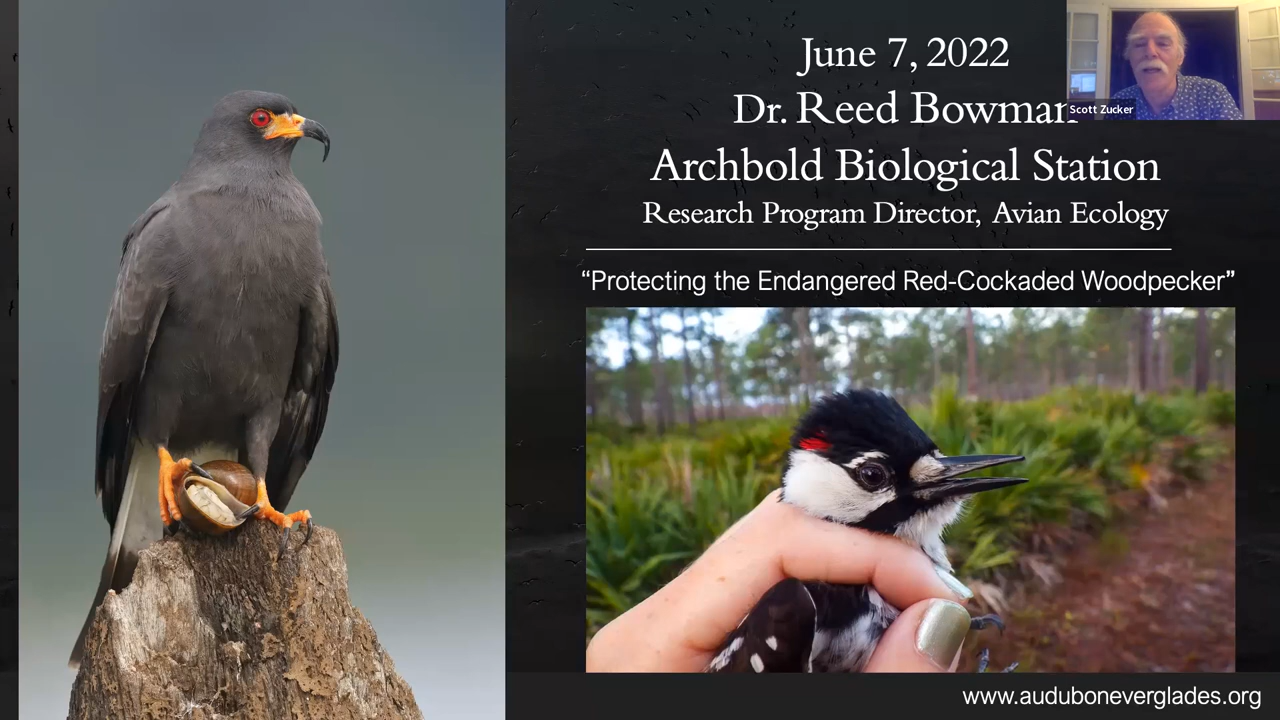 June 7, 2022
Dr. Reed Bowman
Scott Zucker
Archbold Biological Station
Research Program Director, Avian Ecology
“Protecting the Endangered Red-Cockaded Woodpecker”
www.auduboneverglades.org